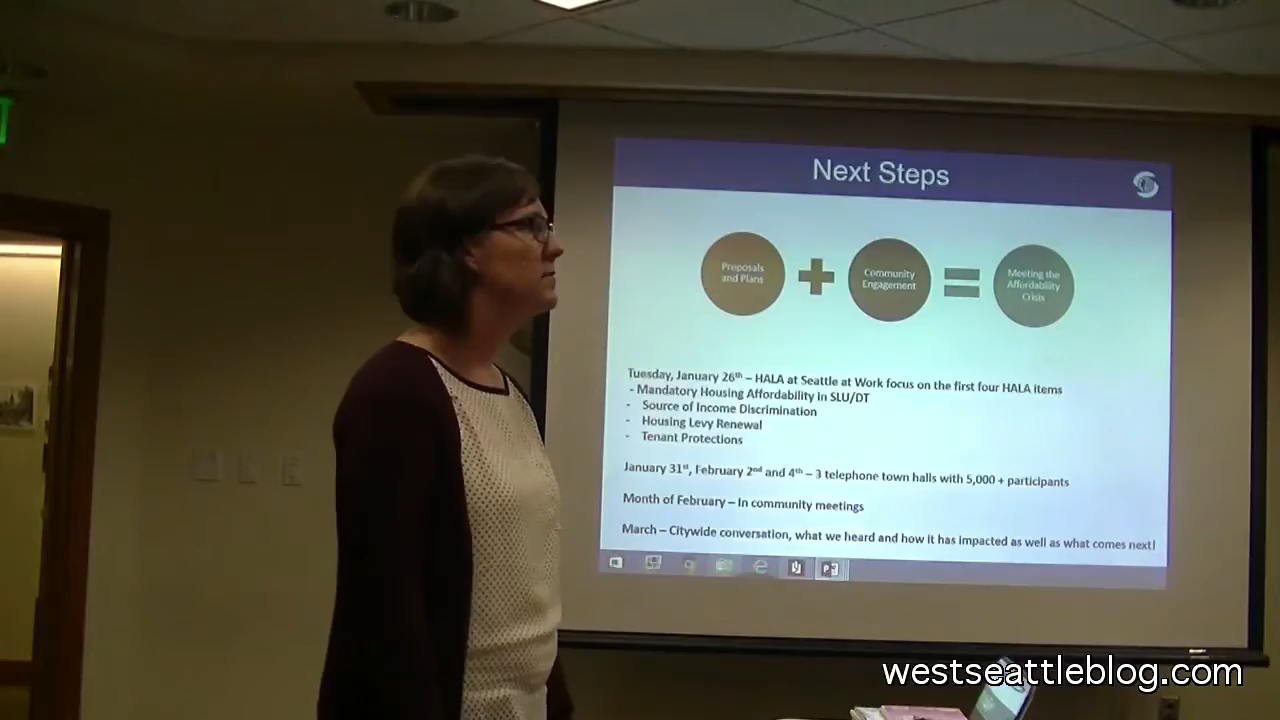 Next Steps
Proposals
and Plans
Community
Engagement
Meeting the
Affordability
Crisis
Tuesday, January 26th – HALA at Seattle at Work focus on the first four HALA items
- Mandatory Housing Affordability in SLU/DT
- Source of Income Discrimination
- Housing Levy Renewal
- Tenant Protections
January 31st, February 2nd and 4th – 3 telephone town halls with 5,000 + participants
Month of February – In community meetings
March – Citywide conversation, what we heard and how it has impacted as well as what comes next!
westseattleblog.com